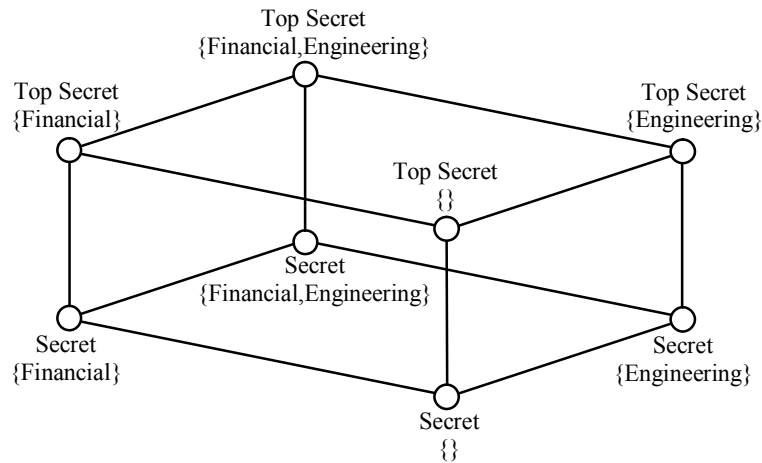 Top Secret
{Financial,Engineering}
Top Secret
{Financial}
Top Secret
{Engineering}
Top Secret
{}
Secret
{Financial,Engineering}
Secret
{Financial}
Secret
{Engineering}
Secret
{}